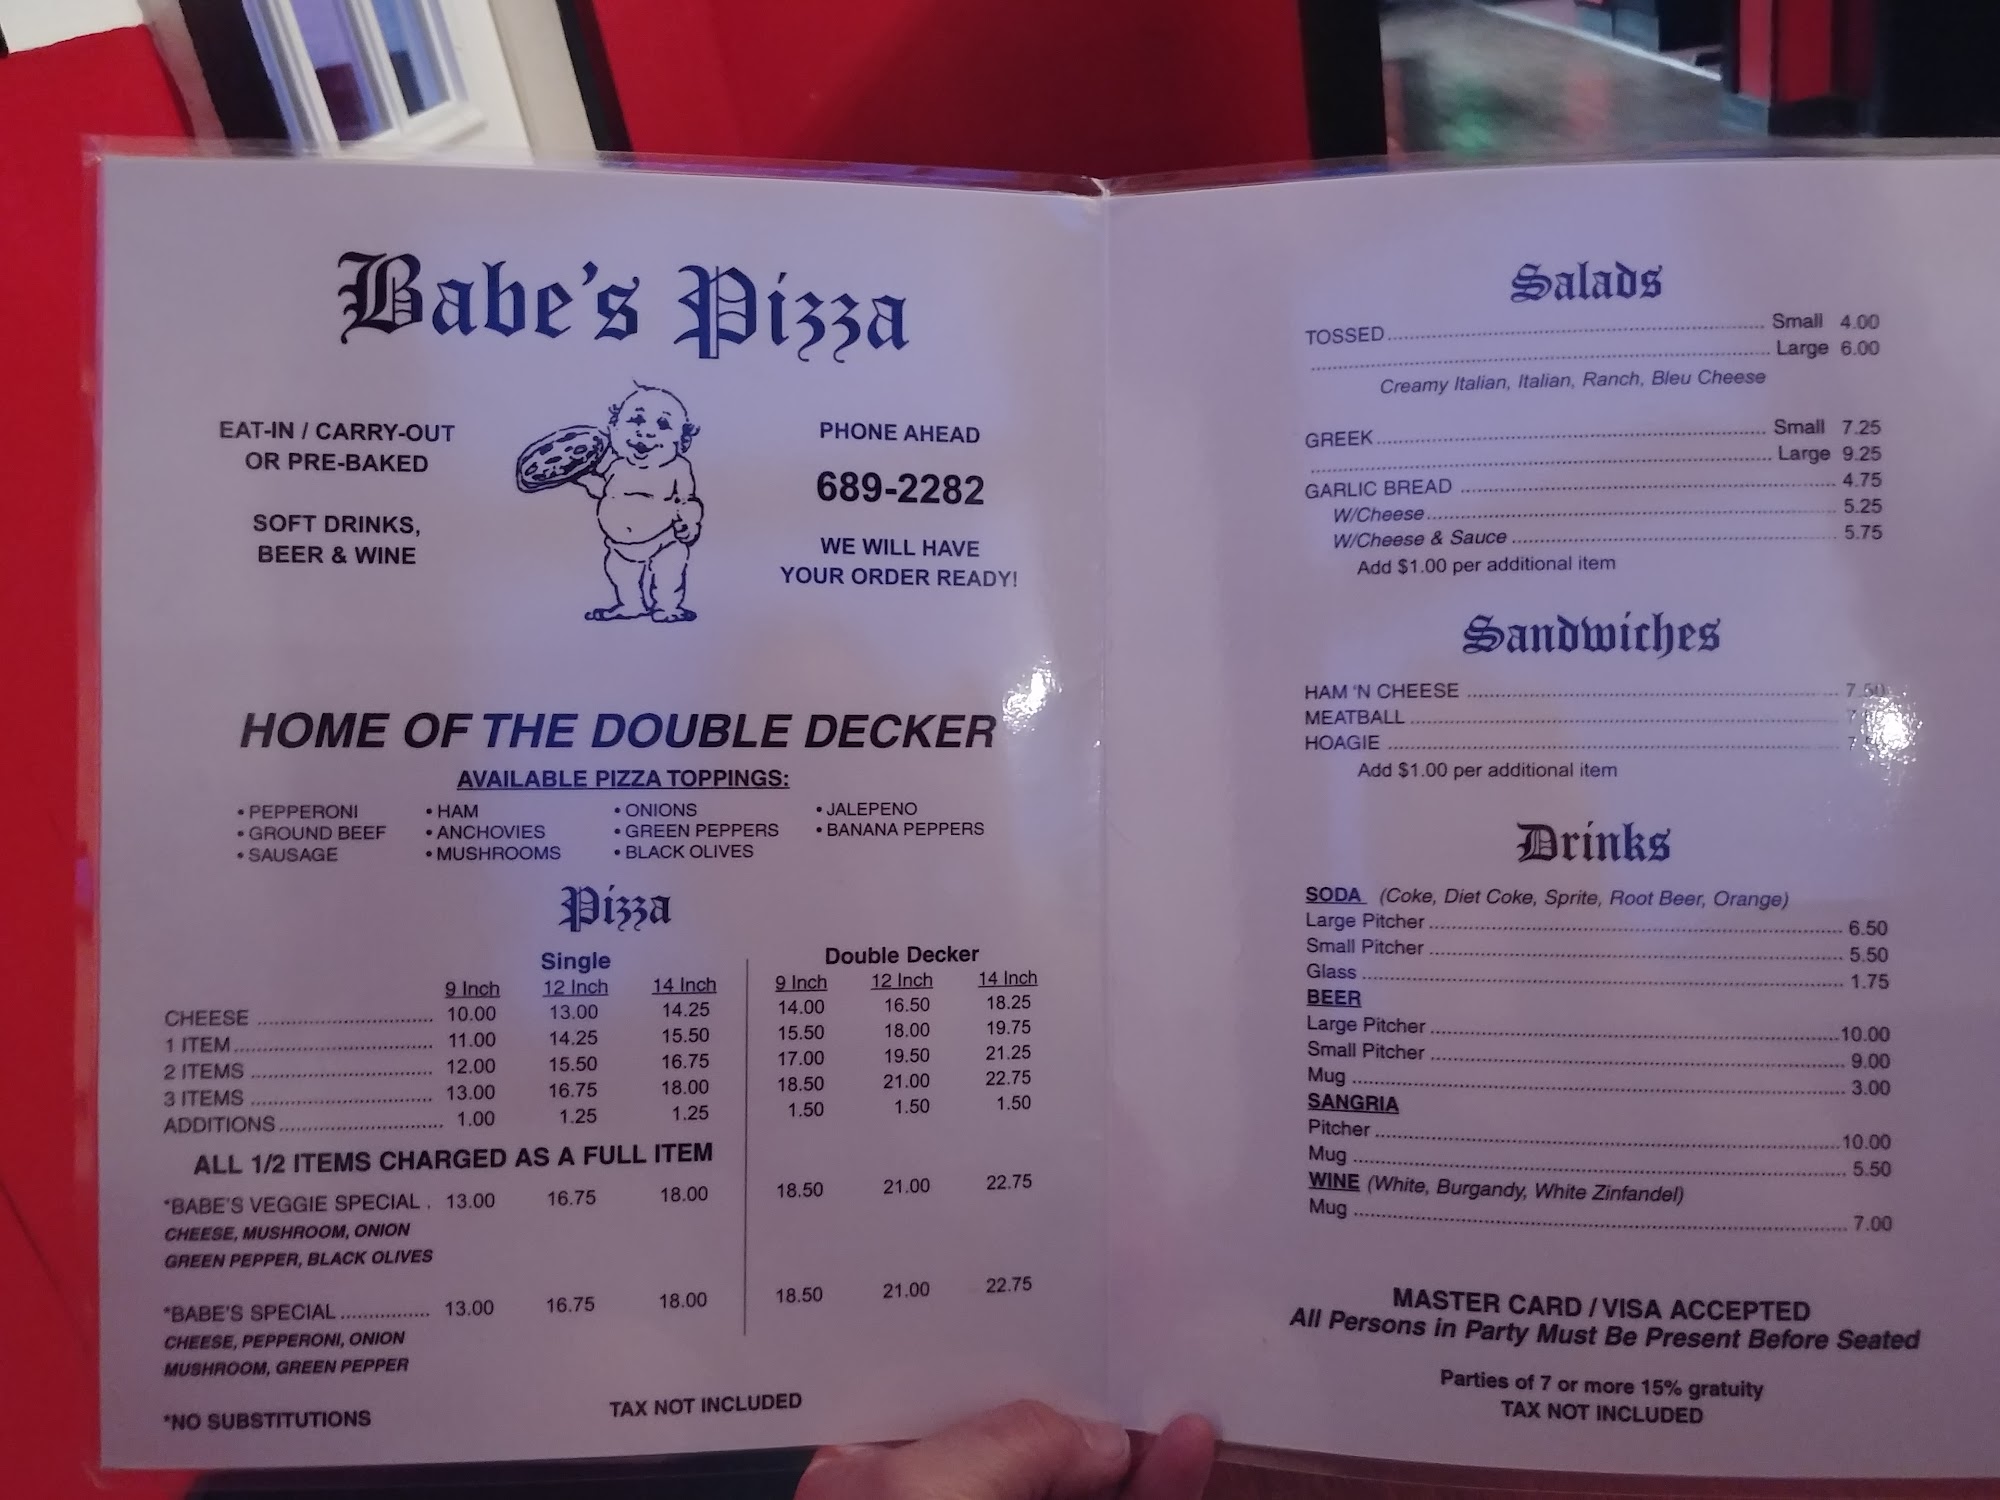 Babe's Pizza
EAT-IN / CARRY-OUT
OR PRE-BAKED
SOFT DRINKS,
BEER & WINE
PHONE AHEAD
689-2282
WE WILL HAVE
YOUR ORDER READY!
HOME OF THE DOUBLE DECKER
AVAILABLE PIZZA TOPPINGS:
• PEPPERONI • HAM • ONIONS • JALEPENO
• GROUND BEEF • ANCHOVIES • GREEN PEPPERS • BANANA PEPPERS
• SAUSAGE • MUSHROOMS • BLACK OLIVES
Pizza
Single Double Decker
9 Inch 12 Inch 14 Inch 9 Inch 12 Inch 14 Inch
CHEESE 10.00 13.00 14.25 14.00 16.50 18.25
1 ITEM 11.00 14.25 15.50 15.50 18.00 19.75
2 ITEMS 12.00 15.50 16.75 17.00 19.50 21.25
3 ITEMS 13.00 16.75 18.00 18.50 21.00 22.75
ADDITIONS 1.00 1.25 1.25 1.50 1.50 1.50
ALL 1/2 ITEMS CHARGED AS A FULL ITEM
*BABE'S VEGGIE SPECIAL . 13.00 16.75 18.00 18.50 21.00 22.75
CHEESE, MUSHROOM, ONION
GREEN PEPPER, BLACK OLIVES
*BABE'S SPECIAL 13.00 16.75 18.00 18.50 21.00 22.75
CHEESE, PEPPERONI, ONION
MUSHROOM, GREEN PEPPER
*NO SUBSTITUTIONS TAX NOT INCLUDED
Salads
TOSSED Small 4.00
Large 6.00
Creamy Italian, Italian, Ranch, Bleu Cheese
GREEK Small 7.25
Large 9.25
GARLIC BREAD 4.75
W/Cheese 5.25
W/Cheese & Sauce 5.75
Add $1.00 per additional item
Sandwiches
HAM 'N CHEESE 7.50
MEATBALL
HOAGIE
Add $1.00 per additional item
Drinks
SODA (Coke, Diet Coke, Sprite, Root Beer, Orange)
Large Pitcher 6.50
Small Pitcher 5.50
Glass 1.75
BEER
Large Pitcher 10.00
Small Pitcher 9.00
Mug 3.00
SANGRIA
Pitcher 10.00
Mug 5.50
WINE (White, Burgandy, White Zinfandel)
Mug 7.00
MASTER CARD / VISA ACCEPTED
All Persons in Party Must Be Present Before Seated
Parties of 7 or more 15% gratuity
TAX NOT INCLUDED